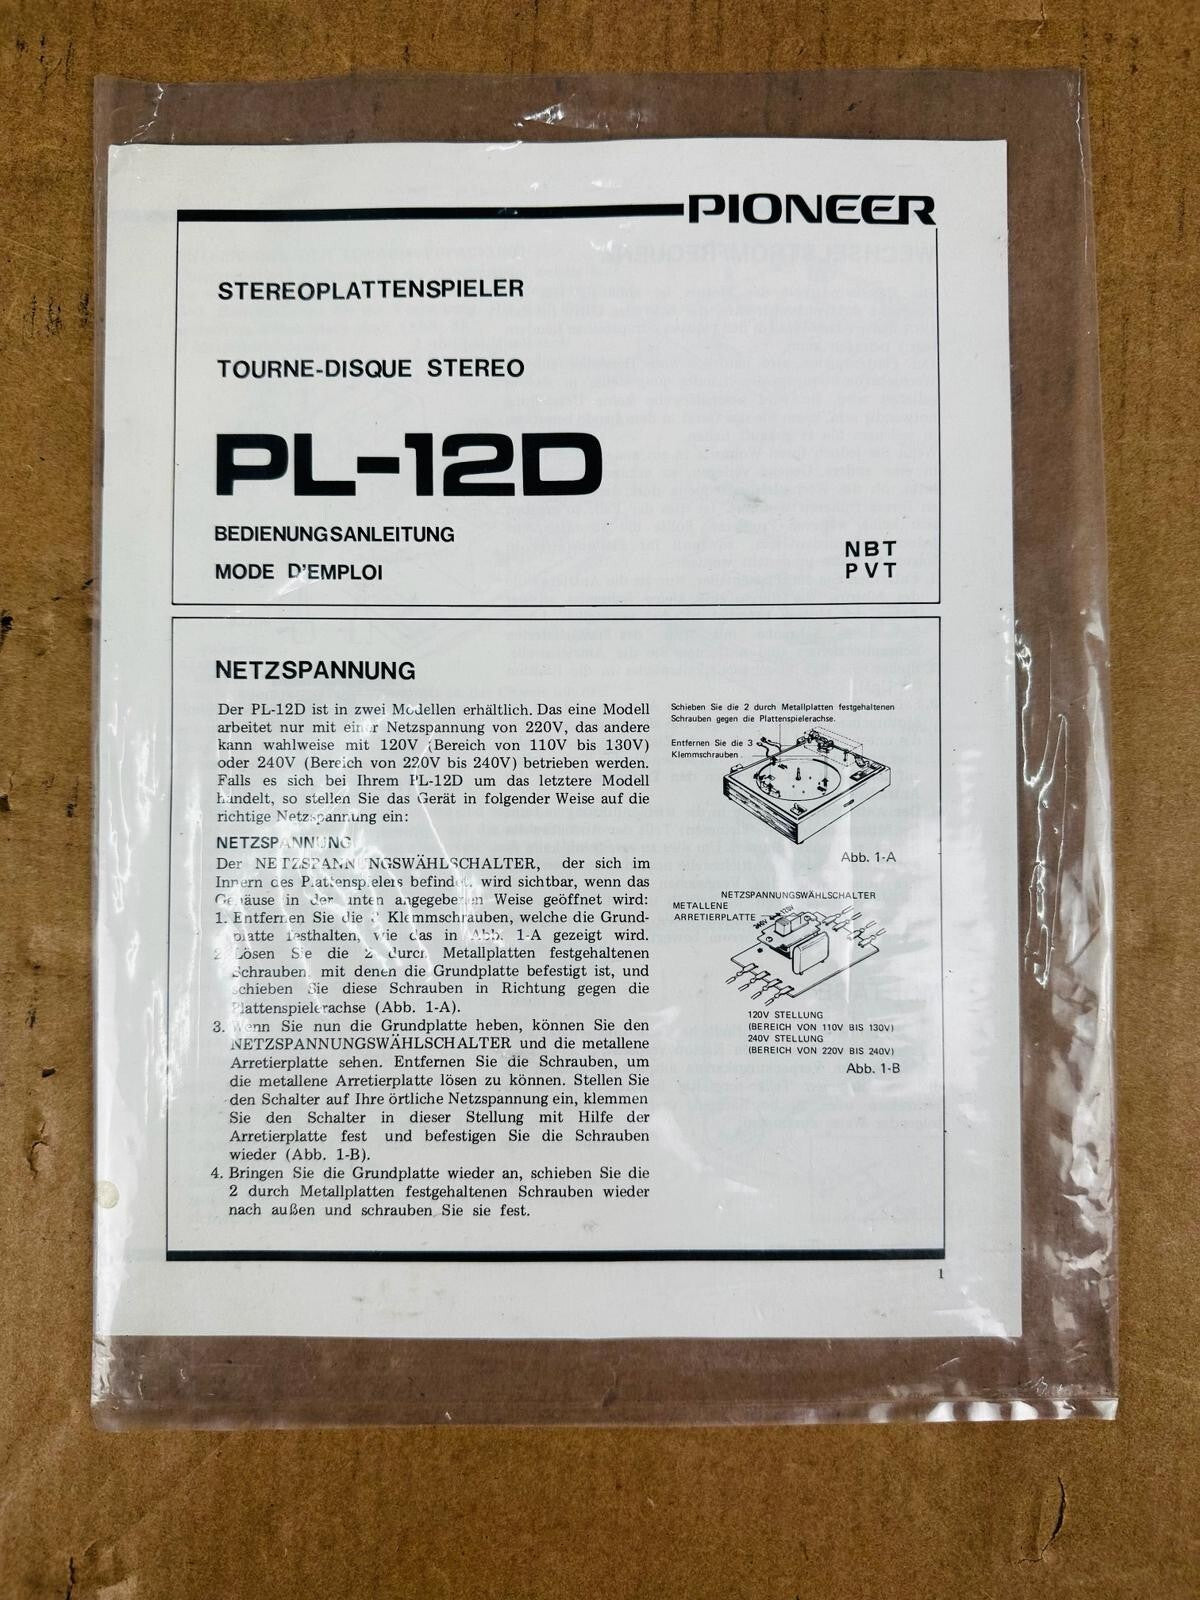 PIONEER
STEREOPLATTENSPIELER
TOURNE-DISQUE STEREO
PL-12D
BEDIENUNGSANLEITUNG
MODE D'EMPLOI
NBT
PVT
NETZSPANNUNG
Der PL-12D ist in zwei Modellen erhältlich. Das eine Modell
arbeitet nur mit einer Netzspannung von 220V, das andere
kann wahlweise mit 120V (Bereich von 110V bis 130V)
oder 240V (Bereich von 220V bis 240V) betrieben werden.
Falls es sich bei Ihrem PL-12D um das letztere Modell
handelt, so stellen Sie das Gerät in folgender Weise auf die
richtige Netzspannung ein:
NETZSPANNUNG
Der NETZSPANNUNGSWÄHLSCHALTER, der sich im
Innern des Plattenspielers befindet, wird sichtbar, wenn das
Gehäuse in der unten angegebenen Weise geöffnet wird:
1. Entfernen Sie die 3 Klemmschrauben, welche die Grund-
platte festhalten, wie das in Abb. 1-A gezeigt wird.
2. Lösen Sie die 2 durch Metallplatten festgehaltenen
Schrauben, mit denen die Grundplatte befestigt ist, und
schieben Sie diese Schrauben in Richtung gegen die
Plattenspielerachse (Abb. 1-A).
3. Wenn Sie nun die Grundplatte heben, können Sie den
NETZSPANNUNGSWÄHLSCHALTER und die metallene
Arretierplatte sehen. Entfernen Sie die Schrauben, um
die metallene Arretierplatte lösen zu können. Stellen Sie
den Schalter auf Ihre örtliche Netzspannung ein, klemmen
Sie den Schalter in dieser Stellung mit Hilfe der
Arretierplatte fest und befestigen Sie die Schrauben
wieder (Abb. 1-B).
4. Bringen Sie die Grundplatte wieder an, schieben Sie die
2 durch Metallplatten festgehaltenen Schrauben wieder
nach außen und schrauben Sie sie fest.
Schieben Sie die 2 durch Metallplatten festgehaltenen
Schrauben gegen die Plattenspielerachse.
Entfernen Sie die 3
Klemmschrauben
Abb. 1-A
NETZSPANNUNGSWÄHLSCHALTER
METALLENE
ARRETIERPLATTE
240V 120V
120V STELLUNG
(BEREICH VON 110V BIS 130V)
240V STELLUNG
(BEREICH VON 220V BIS 240V)
Abb. 1-B
1